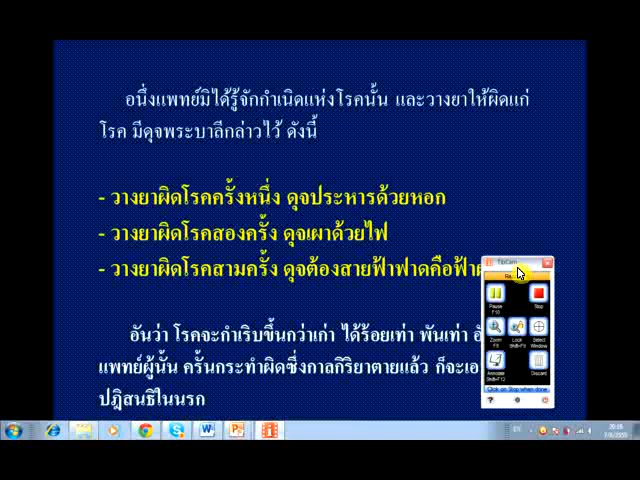 อนึ่งแพทย์มิได้รู้จักกำเนิดแห่งโรคนั้น และวางยาให้ผิดแก่
โรค มีดุจพระบาลีกล่าวไว้ ดังนี้
- วางยาผิดโรคครั้งหนึ่ง ดุจประหารด้วยหอก
- วางยาผิดโรคสองครั้ง ดุจเผาด้วยไฟ
- วางยาผิดโรคสามครั้ง ดุจต้องสายฟ้าฟาดคือฟ้า
อันว่า โรคจะกำเริบขึ้นกว่าเก่า ได้ร้อยเท่า พันเท่า
แพทย์ผู้นั้น ครั้นกระทำผิดซึ่งกาลกิริยาตายแล้ว ก็จะเอา
ปฏิสนธิในนรก
TipCam
Pause
F10
Stop
Zoom
F9
Lock
Shift+F9
Select
Window
Annotate
Shift+F12
Discard
Click on Stop when done
EN
20:16